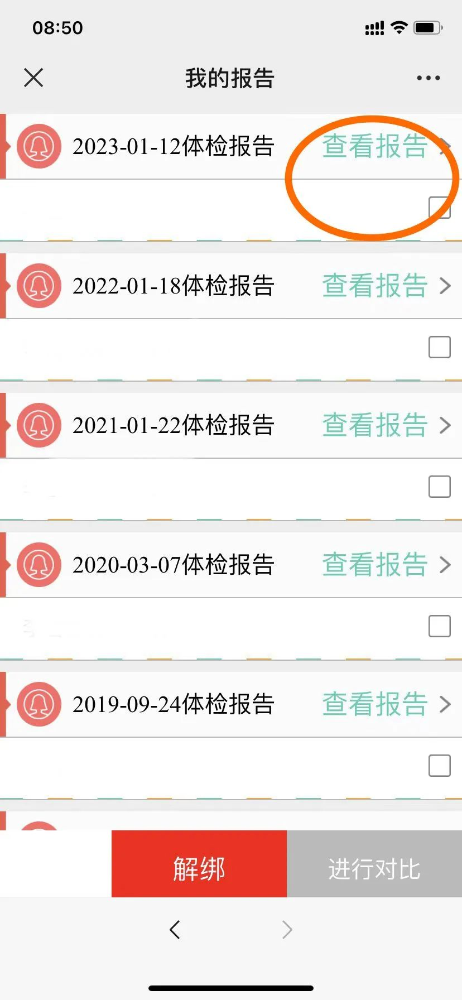 08:50
我的报告
2023-01-12体检报告 查看报告
2022-01-18体检报告 查看报告
2021-01-22体检报告 查看报告
2020-03-07体检报告 查看报告
2019-09-24体检报告 查看报告
解绑 进行对比